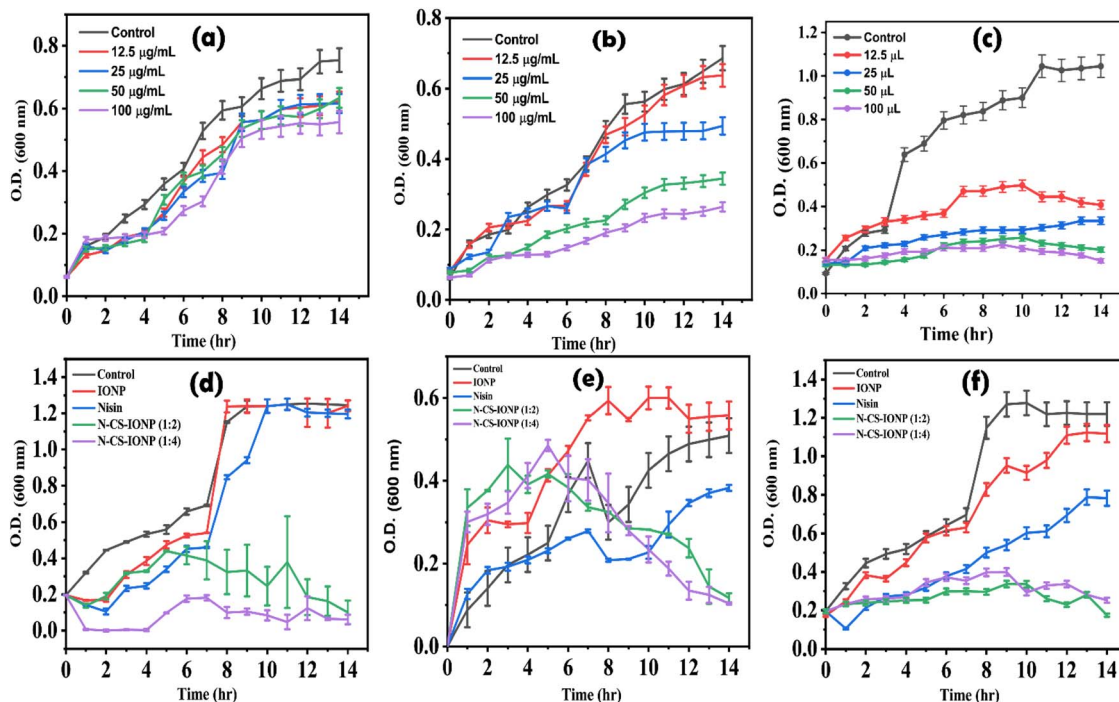 (a)
Control
12.5 μg/mL
25 μg/mL
50 μg/mL
100 μg/mL
O.D. (600 nm)
0.8
0.6
0.4
0.2
0.0
0 2 4 6 8 10 12 14
Time (hr)
(b)
Control
12.5 μg/mL
25 μg/mL
50 μg/mL
100 μg/mL
O.D. (600 nm)
0.8
0.6
0.4
0.2
0.0
0 2 4 6 8 10 12 14
Time (hr)
(c)
Control
12.5 μL
25 μL
50 μL
100 μL
O.D. (600 nm)
1.2
1.0
0.8
0.6
0.4
0.2
0.0
0 2 4 6 8 10 12 14
Time (hr)
(d)
Control
IONP
Nisin
N-CS-IONP (1:2)
N-CS-IONP (1:4)
O.D. (600 nm)
1.4
1.2
1.0
0.8
0.6
0.4
0.2
0.0
0 2 4 6 8 10 12 14
Time (hr)
(e)
Control
IONP
Nisin
N-CS-IONP (1:2)
N-CS-IONP (1:4)
O.D. (600 nm)
0.6
0.4
0.2
0.0
0 2 4 6 8 10 12 14
Time (hr)
(f)
Control
IONP
Nisin
N-CS-IONP (1:2)
N-CS-IONP (1:4)
O.D. (600 nm)
1.4
1.2
1.0
0.8
0.6
0.4
0.2
0.0
0 2 4 6 8 10 12 14
Time (hr)